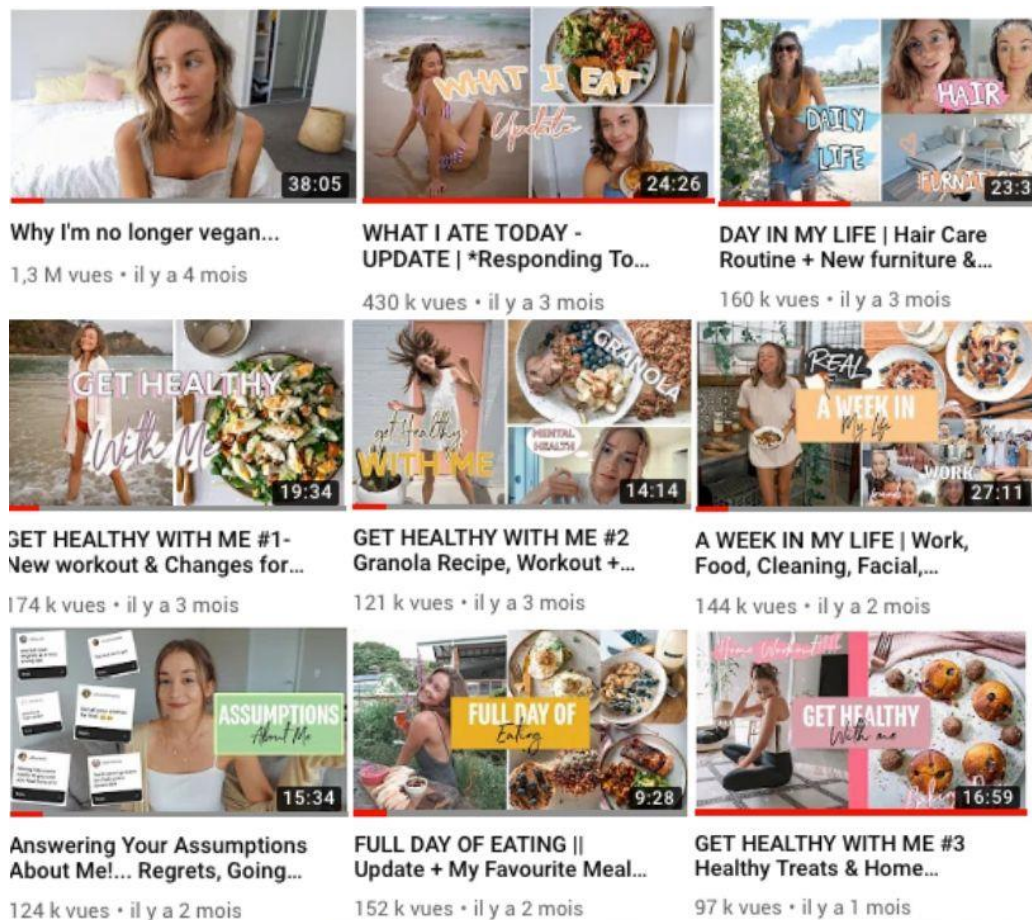 WHAT I EAT
Update
24:26
38:05
DAILY
LIFE
HAIR
23:3
Why I'm no longer vegan...
1,3 M vues • il y a 4 mois
WHAT I ATE TODAY -
UPDATE | *Responding To...
430 k vues • il y a 3 mois
DAY IN MY LIFE | Hair Care
Routine + New furniture &...
160 k vues • il y a 3 mois
GET HEALTHY
With Me
19:34
GRANOLA
get Healthy
WITH ME
MENTAL
HEALTH
14:14
REAL
A WEEK IN
My Life
WORK
friends
27:11
GET HEALTHY WITH ME #1-
New workout & Changes for...
174 k vues • il y a 3 mois
GET HEALTHY WITH ME #2
Granola Recipe, Workout +...
121 k vues • il y a 3 mois
A WEEK IN MY LIFE | Work,
Food, Cleaning, Facial,...
144 k vues • il y a 2 mois
ASSUMPTIONS
About Me
15:34
FULL DAY OF
Eating
9:28
Home Workout!!!!
GET HEALTHY
With me
16:59
Answering Your Assumptions
About Me!... Regrets, Going...
124 k vues • il y a 2 mois
FULL DAY OF EATING ||
Update + My Favourite Meal...
152 k vues • il y a 2 mois
GET HEALTHY WITH ME #3
Healthy Treats & Home...
97 k vues • il y a 1 mois